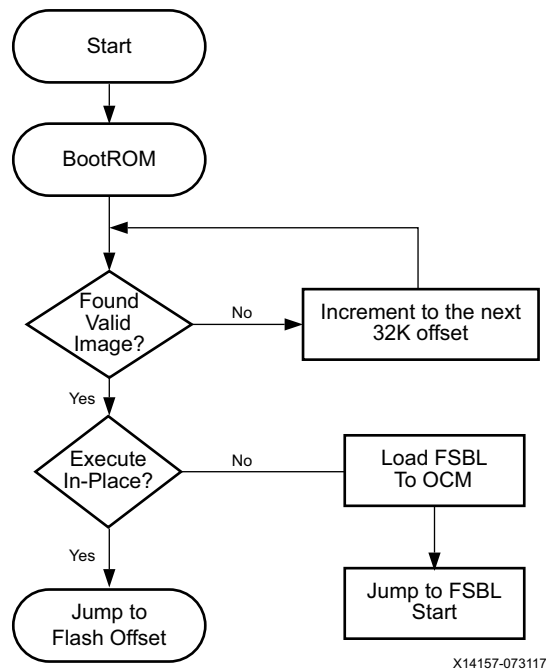 Start
BootROM
Found
Valid
Image?
No
Increment to the next
32K offset
Yes
Execute
In-Place?
No
Load FSBL
To OCM
Yes
Jump to
Flash Offset
Jump to FSBL
Start
X14157-073117